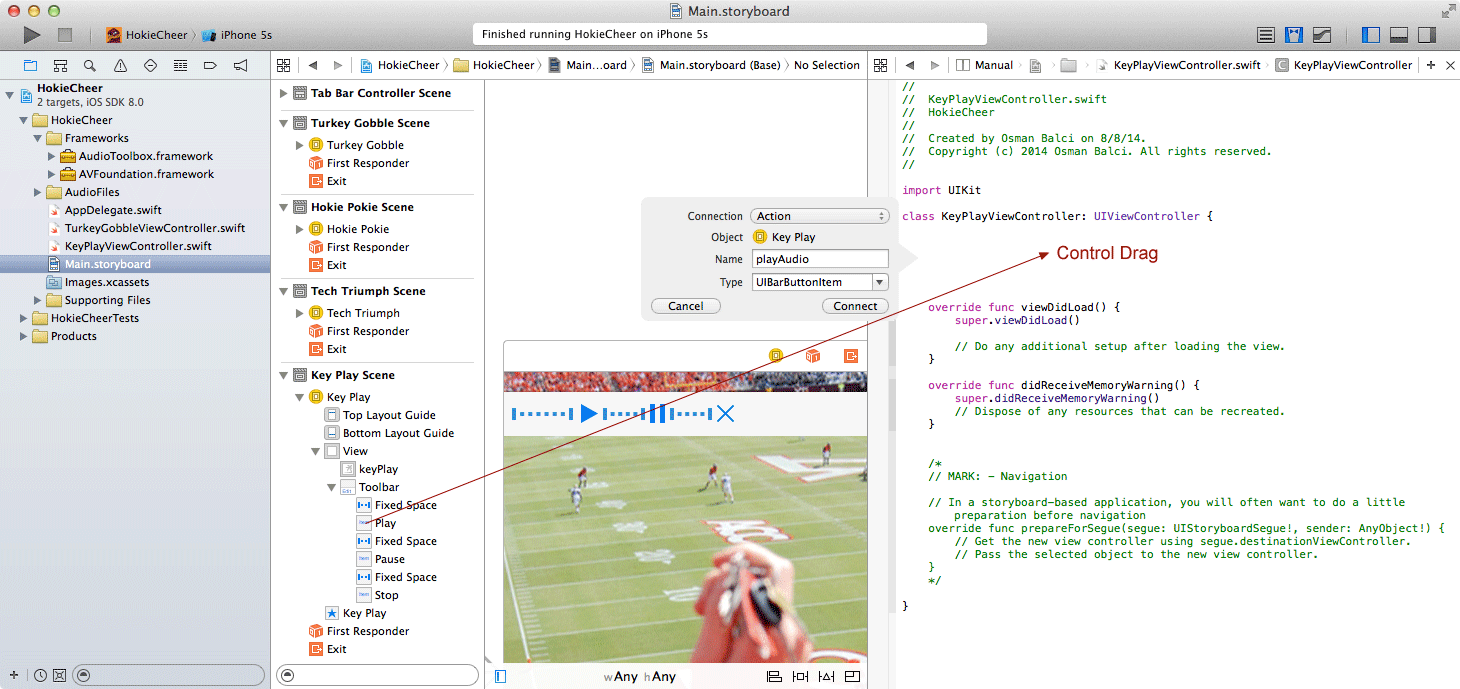 Main.storyboard
HokieCheer iPhone 5s
Finished running HokieCheer on iPhone 5s
HokieCheer HokieCheer Main...oard Main.storyboard (Base) No Selection
Manual KeyPlayViewController.swift C KeyPlayViewController
HokieCheer
2 targets, iOS SDK 8.0
HokieCheer
Frameworks
AudioToolbox.framework
AVFoundation.framework
AudioFiles
AppDelegate.swift
TurkeyGobbleViewController.swift
KeyPlayViewController.swift
Main.storyboard
Images.xcassets
Supporting Files
HokieCheerTests
Products
Tab Bar Controller Scene
Turkey Gobble Scene
Turkey Gobble
First Responder
Exit
Hokie Pokie Scene
Hokie Pokie
First Responder
Exit
Tech Triumph Scene
Tech Triumph
First Responder
Exit
Key Play Scene
Key Play
Top Layout Guide
Bottom Layout Guide
View
keyPlay
Toolbar
Fixed Space
Play
Fixed Space
Pause
Fixed Space
Stop
Key Play
First Responder
Exit
Connection Action
Object Key Play
Name playAudio
Type UIBarButtonItem
Cancel Connect
ACC
wAny hAny
//
// KeyPlayViewController.swift
// HokieCheer
//
// Created by Osman Balci on 8/8/14.
// Copyright (c) 2014 Osman Balci. All rights reserved.
//
import UIKit
class KeyPlayViewController: UIViewController {
Control Drag
override func viewDidLoad() {
super.viewDidLoad()
// Do any additional setup after loading the view.
}
override func didReceiveMemoryWarning() {
super.didReceiveMemoryWarning()
// Dispose of any resources that can be recreated.
}
/*
// MARK: - Navigation
// In a storyboard-based application, you will often want to do a little
preparation before navigation
override func prepareForSegue(segue: UIStoryboardSegue!, sender: AnyObject!) {
// Get the new view controller using segue.destinationViewController.
// Pass the selected object to the new view controller.
}
*/
}